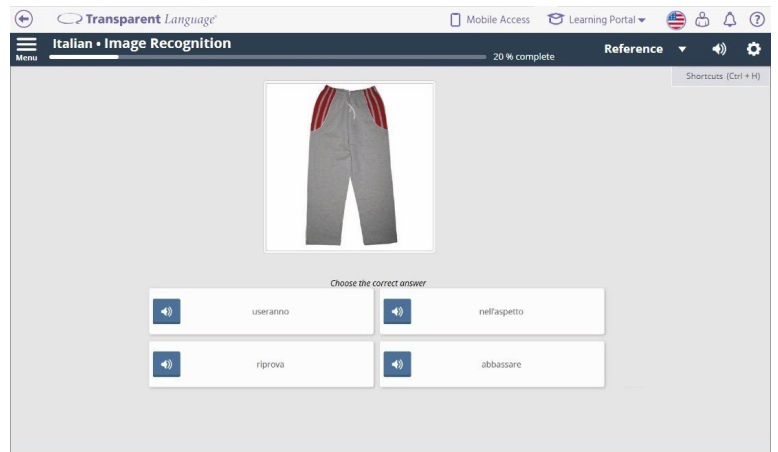 Transparent Language®
Mobile Access
Learning Portal
Menu
Italian • Image Recognition
20 % complete
Reference
Shortcuts (Ctrl + H)
Choose the correct answer
useranno
nell'aspetto
riprova
abbassare